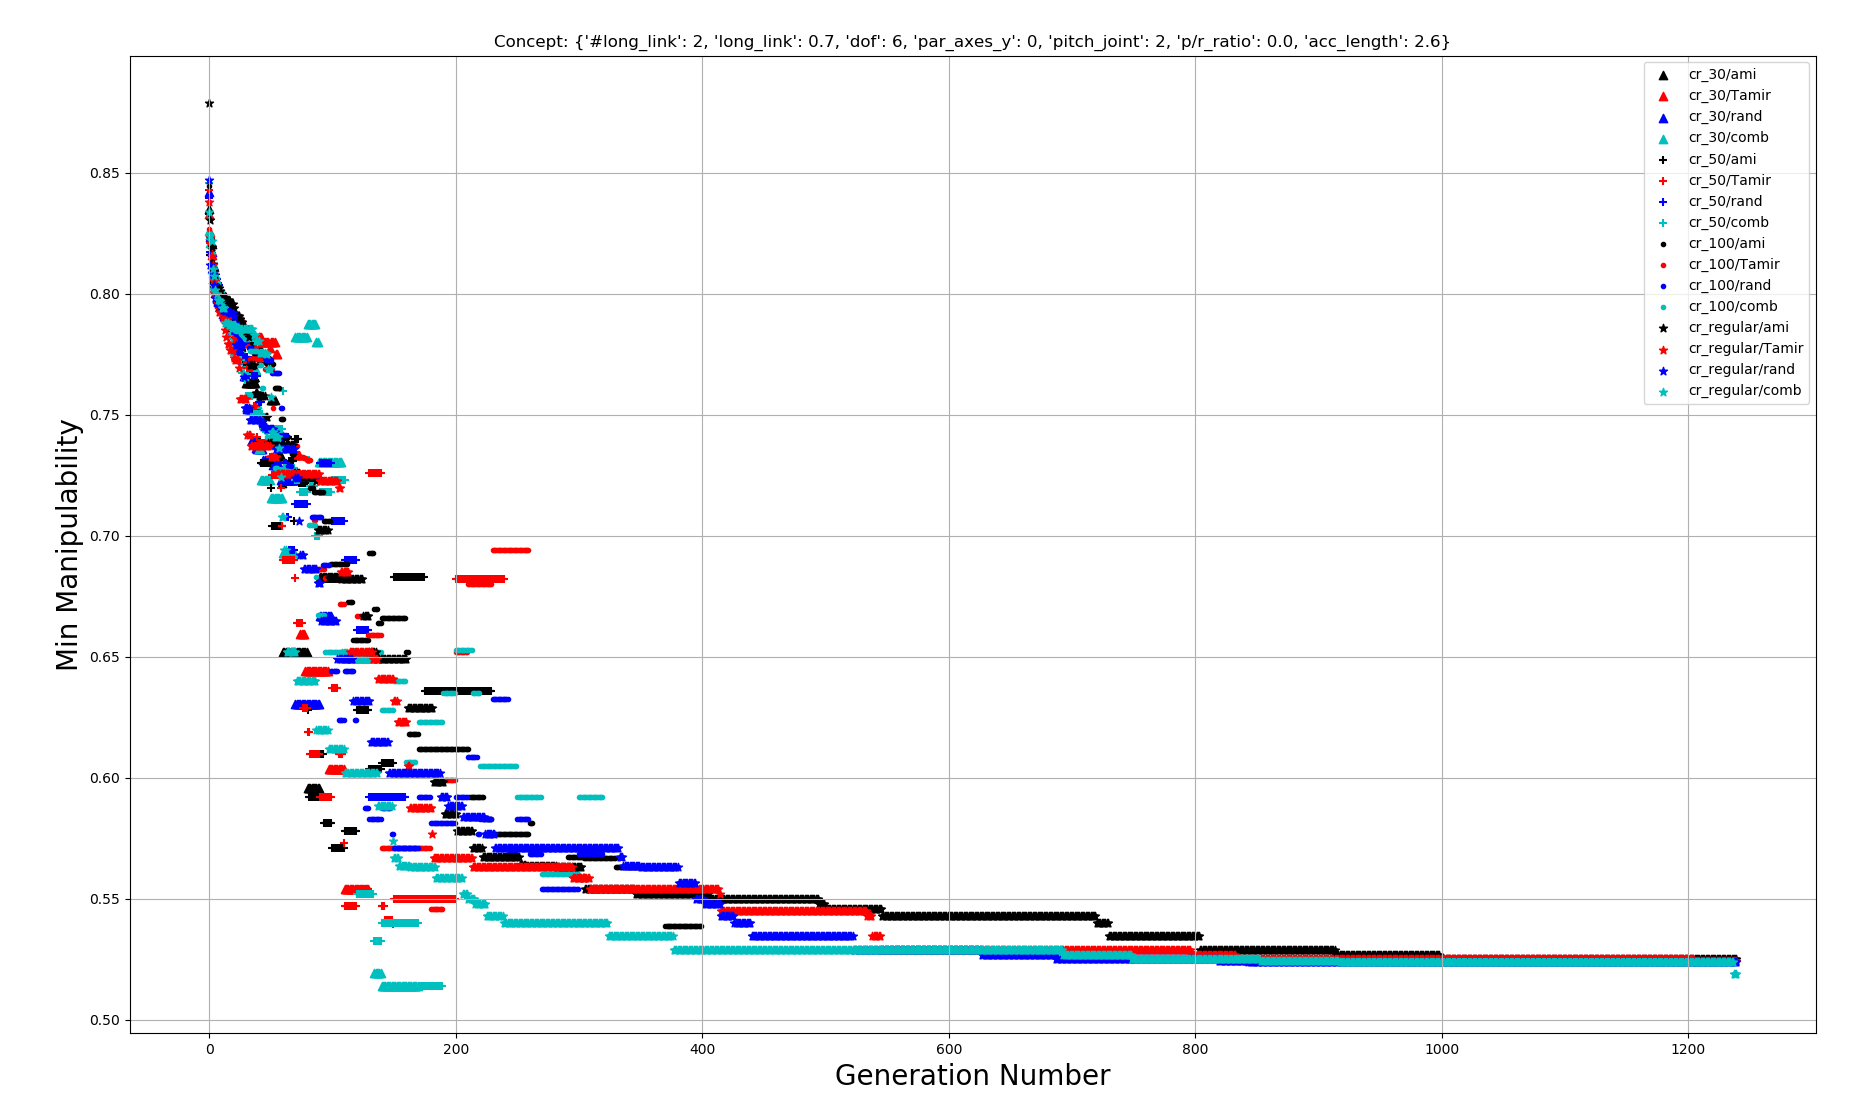 Concept: {'#long_link': 2, 'long_link': 0.7, 'dof': 6, 'par_axes_y': 0, 'pitch_joint': 2, 'p/r_ratio': 0.0, 'acc_length': 2.6}
cr_30/ami
cr_30/Tamir
cr_30/rand
cr_30/comb
cr_50/ami
cr_50/Tamir
cr_50/rand
cr_50/comb
cr_100/ami
cr_100/Tamir
cr_100/rand
cr_100/comb
cr_regular/ami
cr_regular/Tamir
cr_regular/rand
cr_regular/comb
Min Manipulability
0.85
0.80
0.75
0.70
0.65
0.60
0.55
0.50
0
200
400
600
800
1000
1200
Generation Number